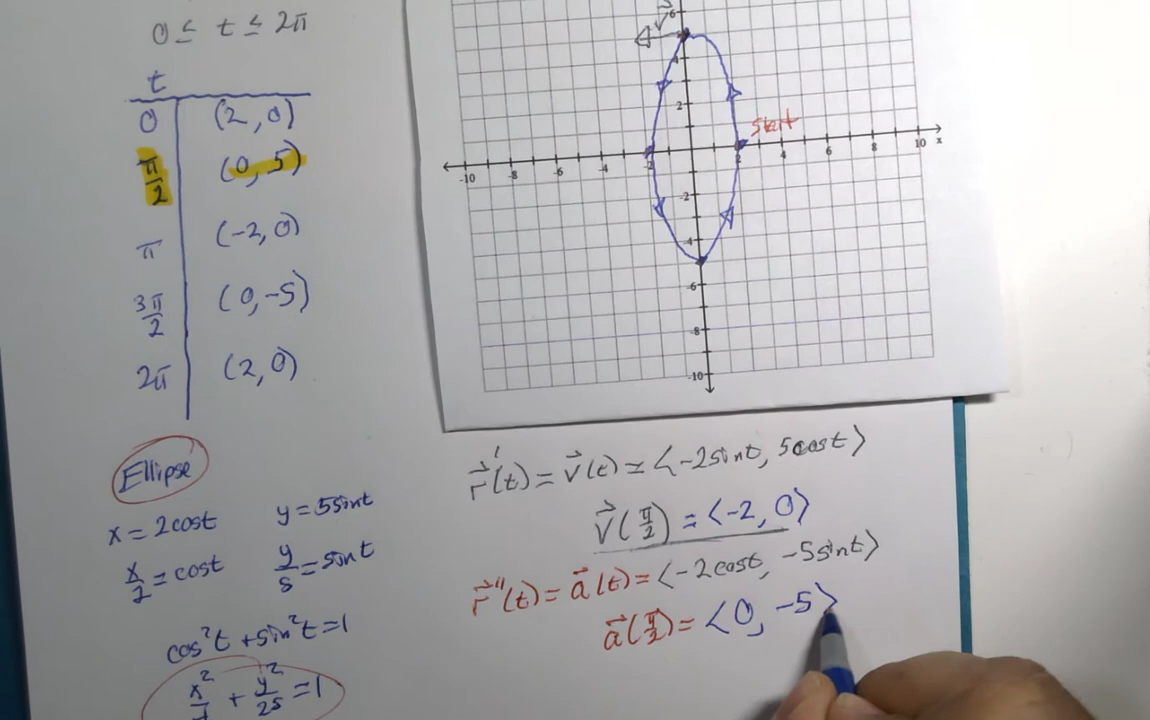 0 ≤ t ≤ 2π
t
0 (2, 0)
π/2 (0, 5)
π (-2, 0)
3π/2 (0, -5)
2π (2, 0)
Ellipse
x = 2cost y = 5sint
x/2 = cost y/5 = sint
cos²t + sin²t = 1
x²/ + y²/25 = 1
v⃗
6
4
2
start
-10 -8 -6 -4 -2 2 4 6 8 10 x
-2
-4
-6
-8
-10
r⃗'(t) = v⃗(t) = ⟨-2sint, 5cost⟩
v⃗(π/2) = ⟨-2, 0⟩
r⃗''(t) = a⃗(t) = ⟨-2cost, -5sint⟩
a⃗(π/2) = ⟨0, -5⟩